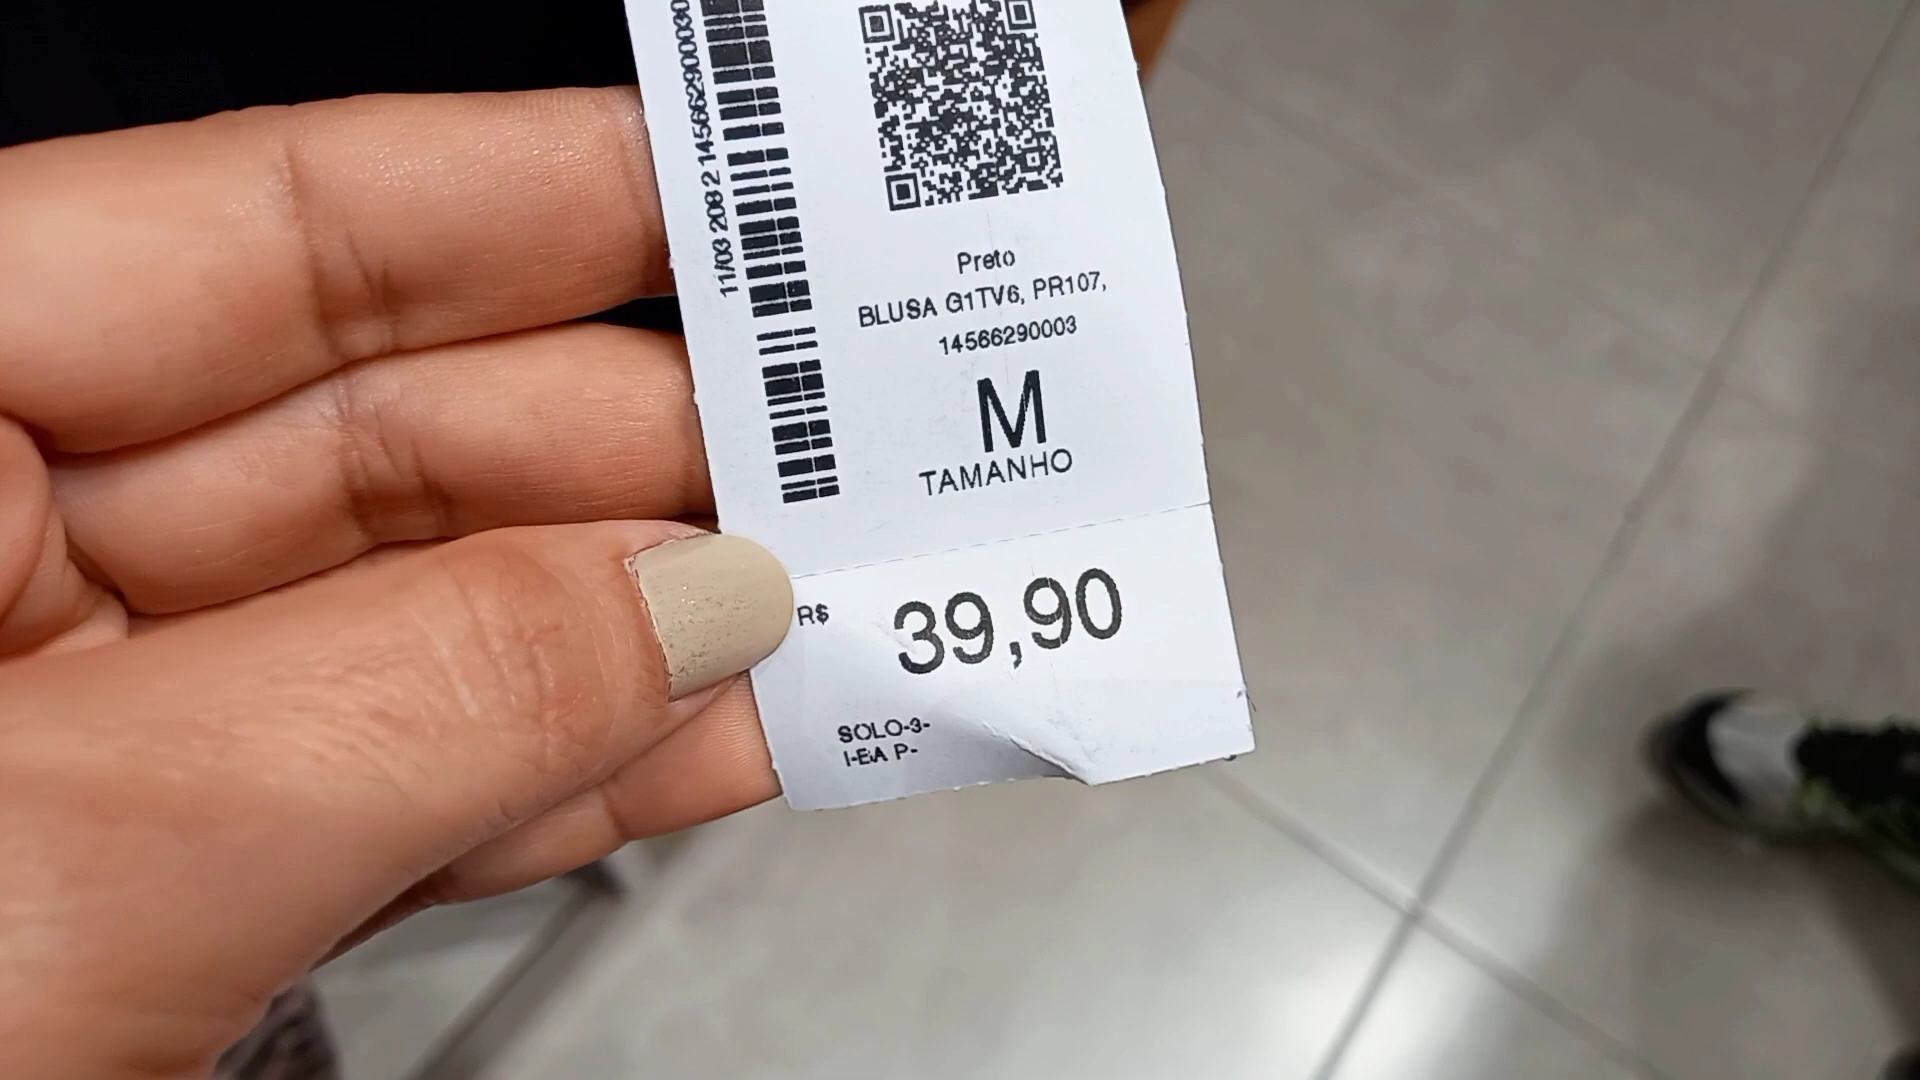 11/03 208 2 14566290003
Preto
BLUSA G1TV6, PR107,
14566290003
M
TAMANHO
R$ 39,90
SOLO-3-
I-EA P-